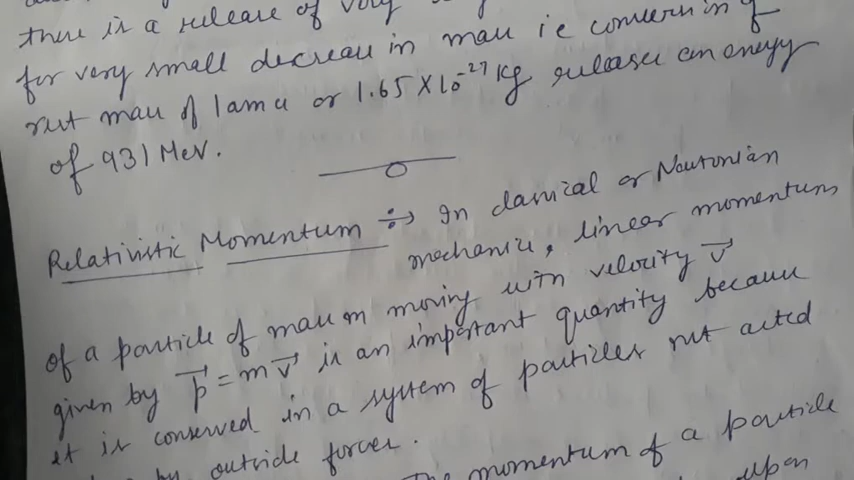 there is a release of very
for very small decrease in mass ie conversion of
rest mass of 1 amu or 1.65 X 10⁻²⁷ kg releases an energy
of 931 MeV.
Relativistic Momentum ÷> In classical or Newtonian
mechanics, linear momentum,
of a particle of mass m moving with velocity v⃗
given by p⃗ = m v⃗ is an important quantity because
it is conserved in a system of particles not acted
by outside forces.
momentum of a particle
upon